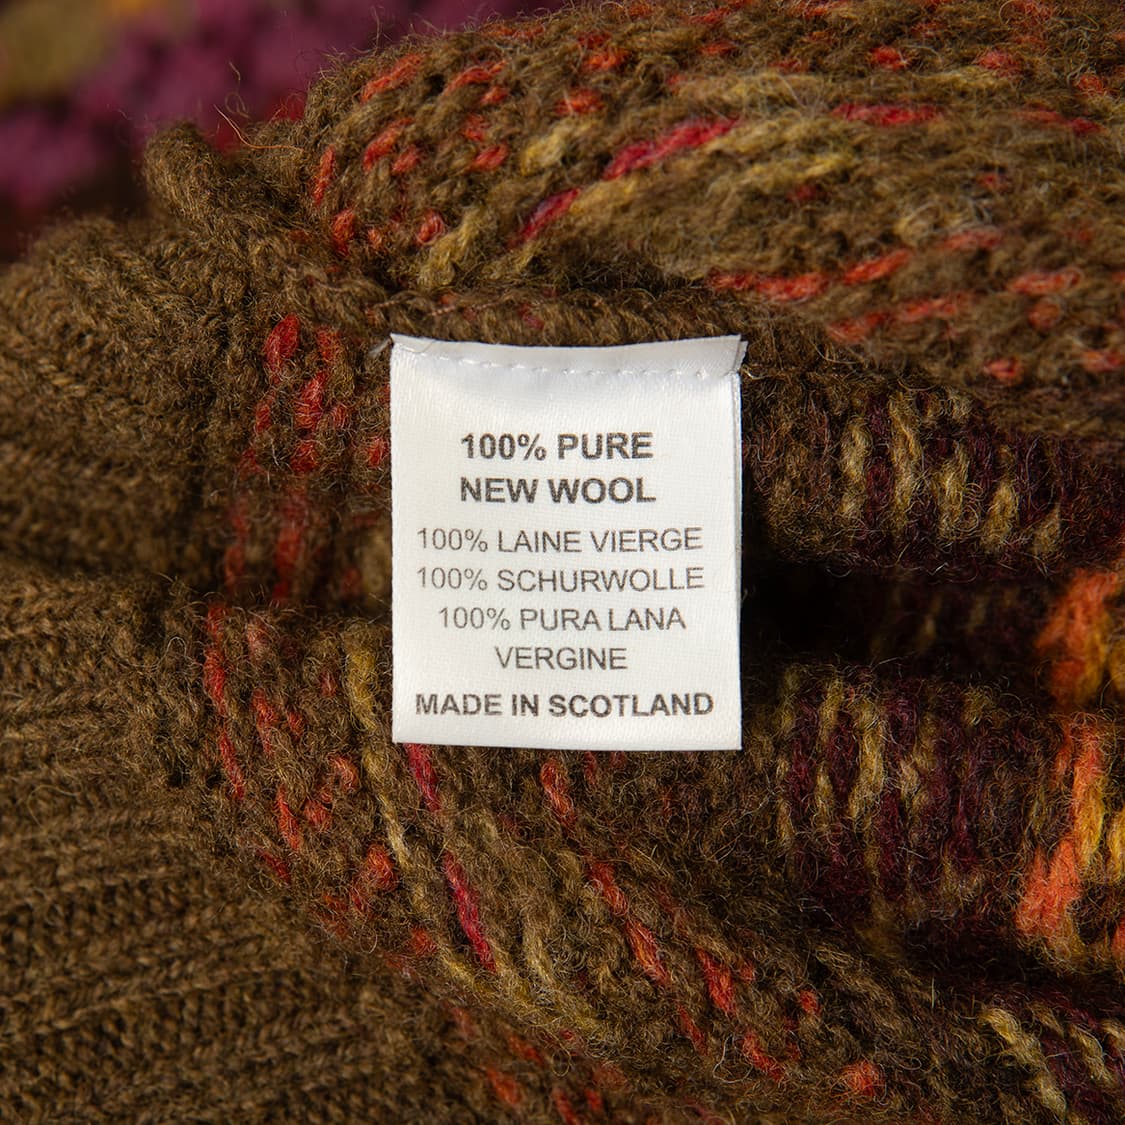 100% PURE
NEW WOOL
100% LAINE VIERGE
100% SCHURWOLLE
100% PURA LANA
VERGINE
MADE IN SCOTLAND